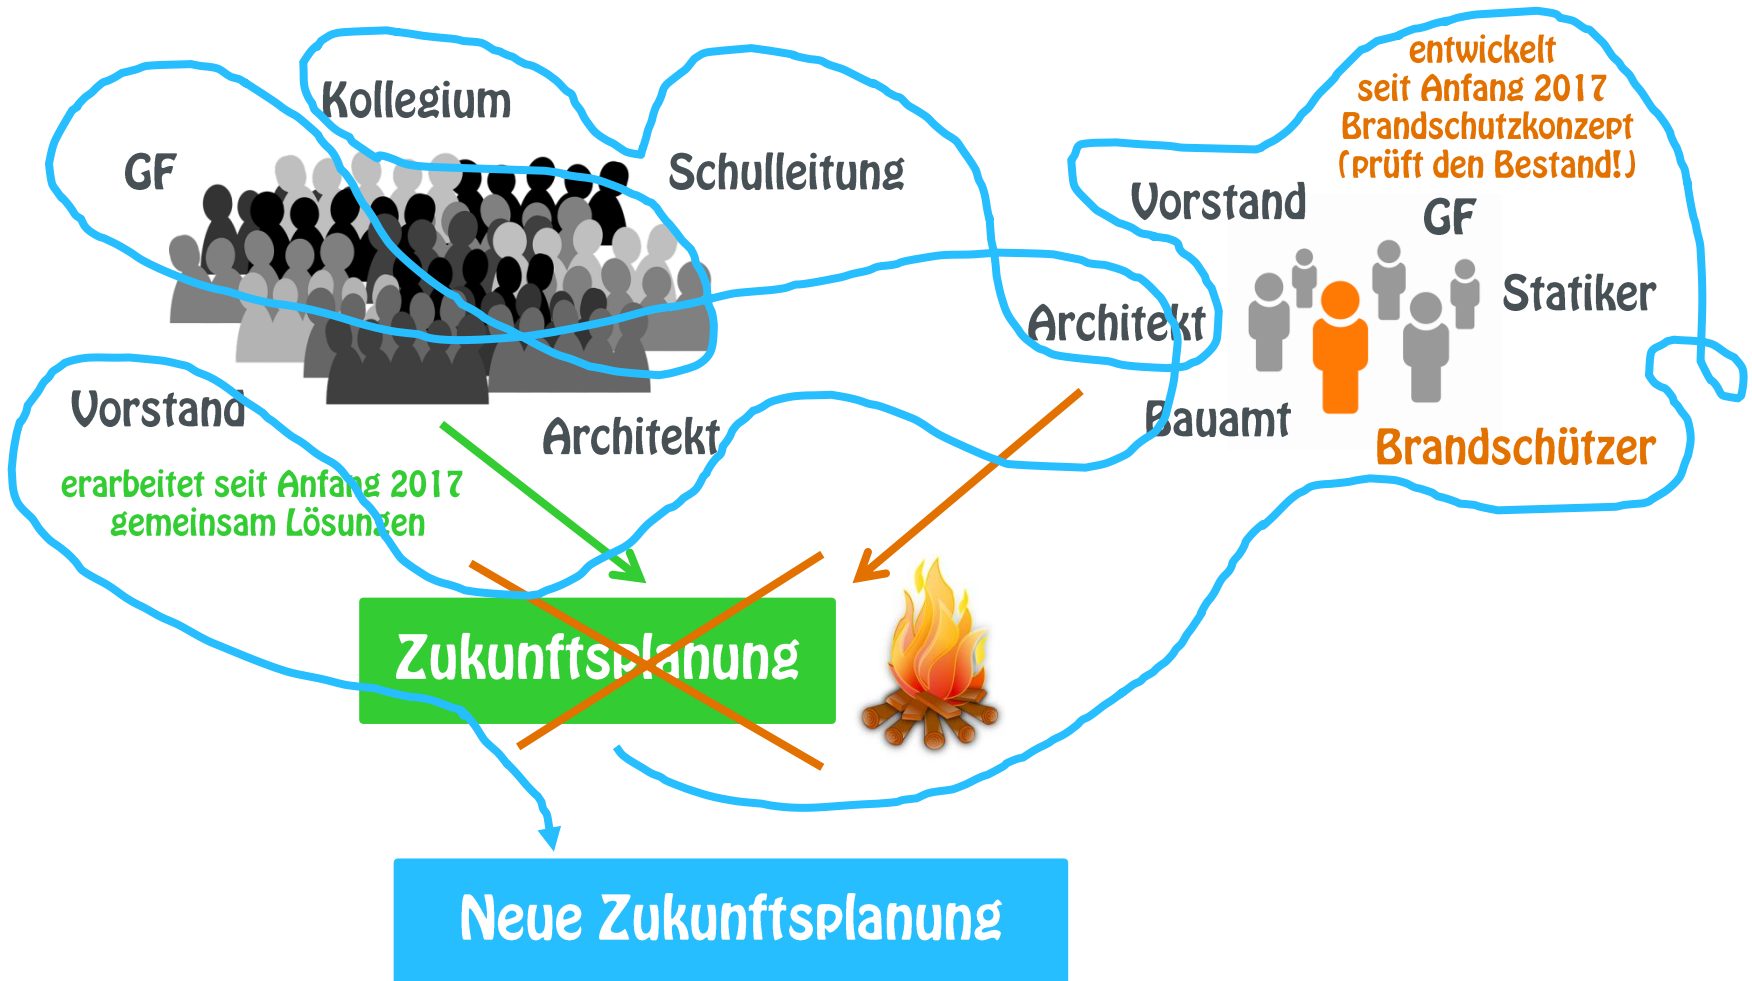 Kollegium
GF
Schulleitung
Vorstand
Architekt
erarbeitet seit Anfang 2017
gemeinsam Lösungen
entwickelt
seit Anfang 2017
Brandschutzkonzept
(prüft den Bestand!)
Vorstand
GF
Statiker
Architekt
Bauamt
Brandschützer
Zukunftsplanung
Neue Zukunftsplanung